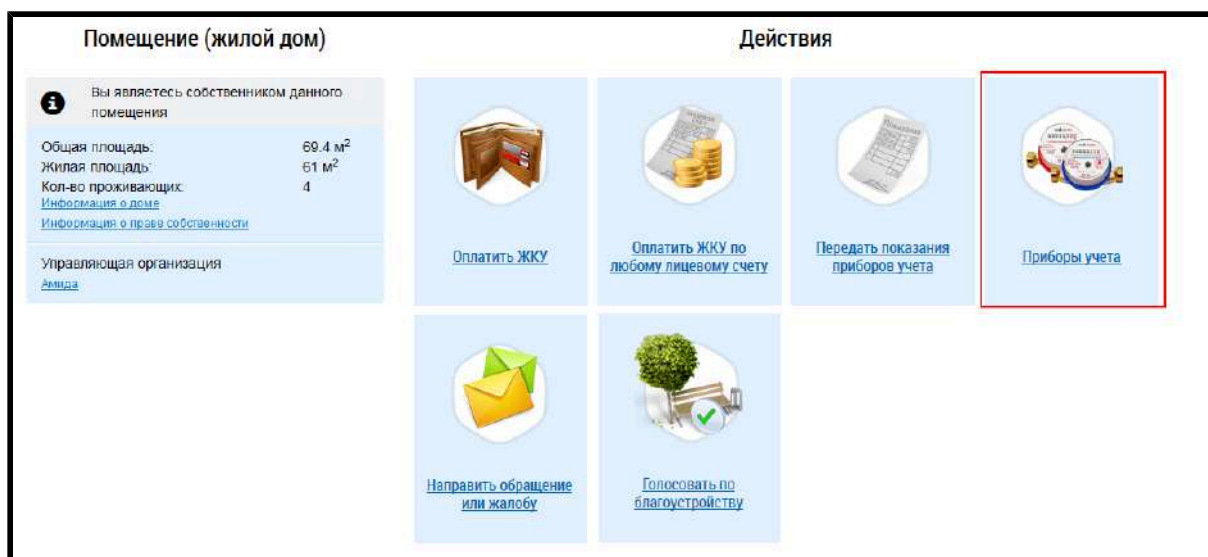 Помещение (жилой дом)
Действия
Вы являетесь собственником данного
помещения
Общая площадь: 69.4 м²
Жилая площадь: 61 м²
Кол-во проживающих: 4
Информация о доме
Информация о праве собственности
Управляющая организация
Амида
Оплатить ЖКУ
Оплатить ЖКУ по
любому лицевому счету
Передать показания
приборов учета
Приборы учета
Направить обращение
или жалобу
Голосовать по
благоустройству